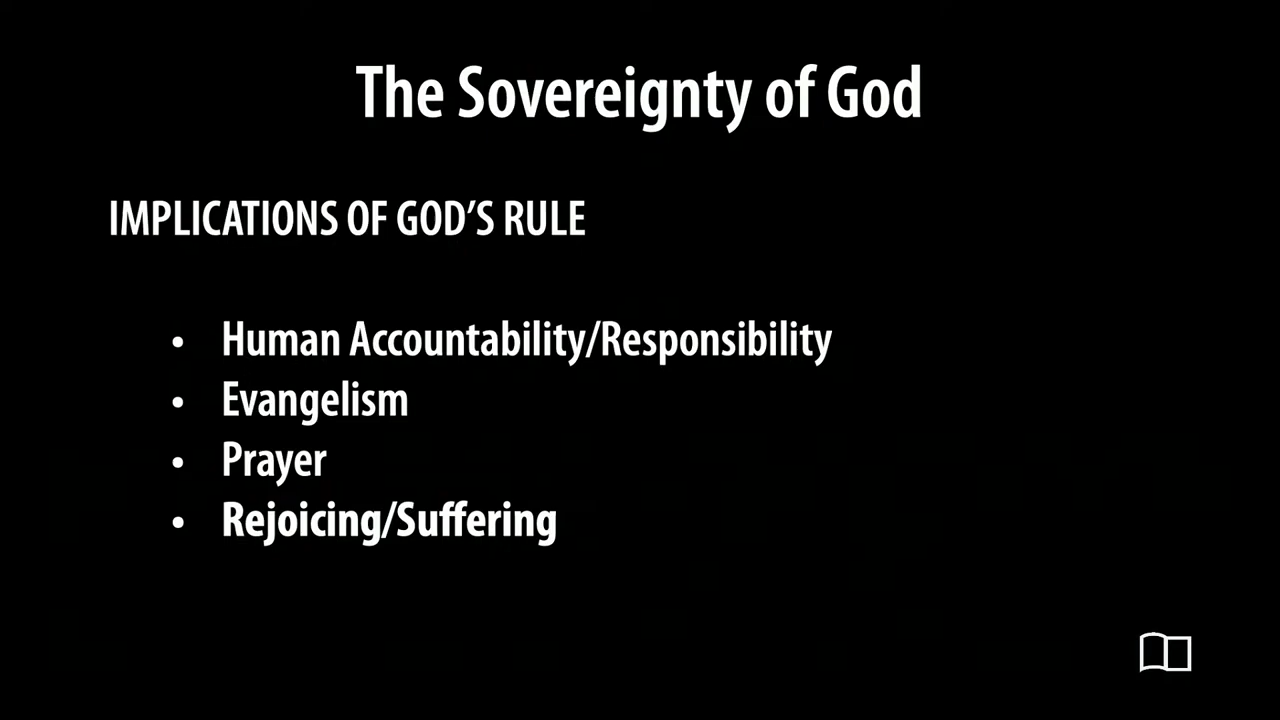 The Sovereignty of God
IMPLICATIONS OF GOD’S RULE
• Human Accountability/Responsibility
• Evangelism
• Prayer
• Rejoicing/Suffering